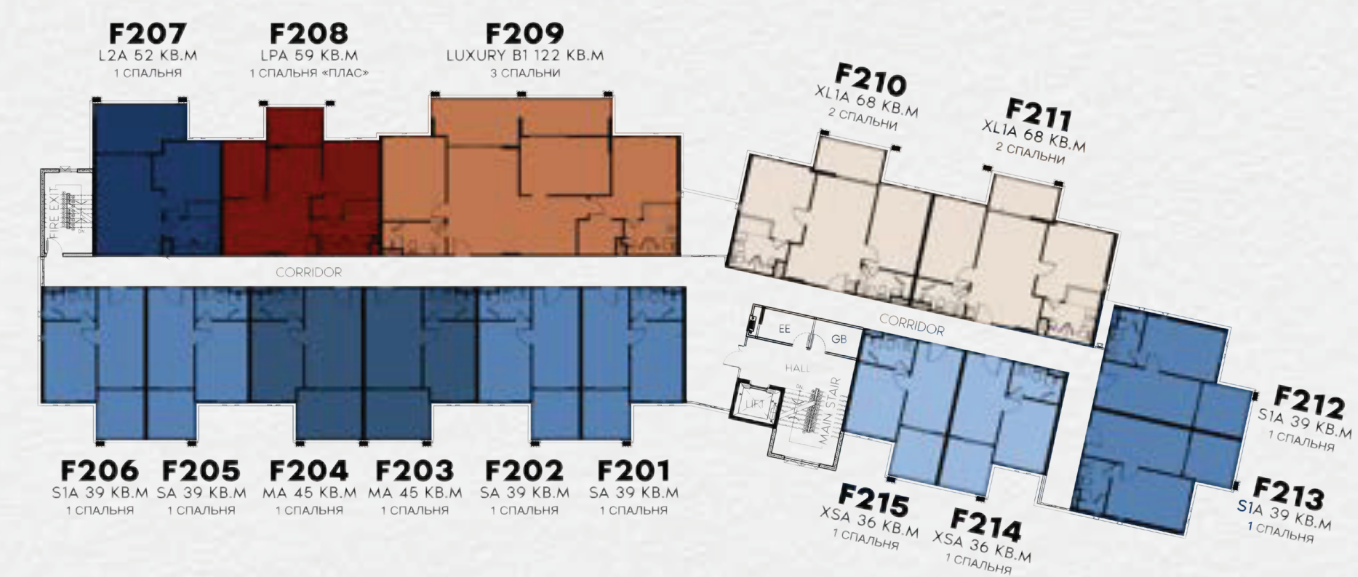 F207
L2A 52 КВ.М
1 СПАЛЬНЯ
F208
LPA 59 КВ.М
1 СПАЛЬНЯ «ПЛАС»
F209
LUXURY B1 122 КВ.М
3 СПАЛЬНИ
F210
XL1A 68 КВ.М
2 СПАЛЬНИ
F211
XL1A 68 КВ.М
2 СПАЛЬНИ
FIRE EXIT
CORRIDOR
CORRIDOR
EE
GB
HALL
LIFT
MAIN STAIR
F212
S1A 39 КВ.М
1 СПАЛЬНЯ
F213
S1A 39 КВ.М
1 СПАЛЬНЯ
F206
S1A 39 КВ.М
1 СПАЛЬНЯ
F205
SA 39 КВ.М
1 СПАЛЬНЯ
F204
MA 45 КВ.М
1 СПАЛЬНЯ
F203
MA 45 КВ.М
1 СПАЛЬНЯ
F202
SA 39 КВ.М
1 СПАЛЬНЯ
F201
SA 39 КВ.М
1 СПАЛЬНЯ
F215
XSA 36 КВ.М
1 СПАЛЬНЯ
F214
XSA 36 КВ.М
1 СПАЛЬНЯ